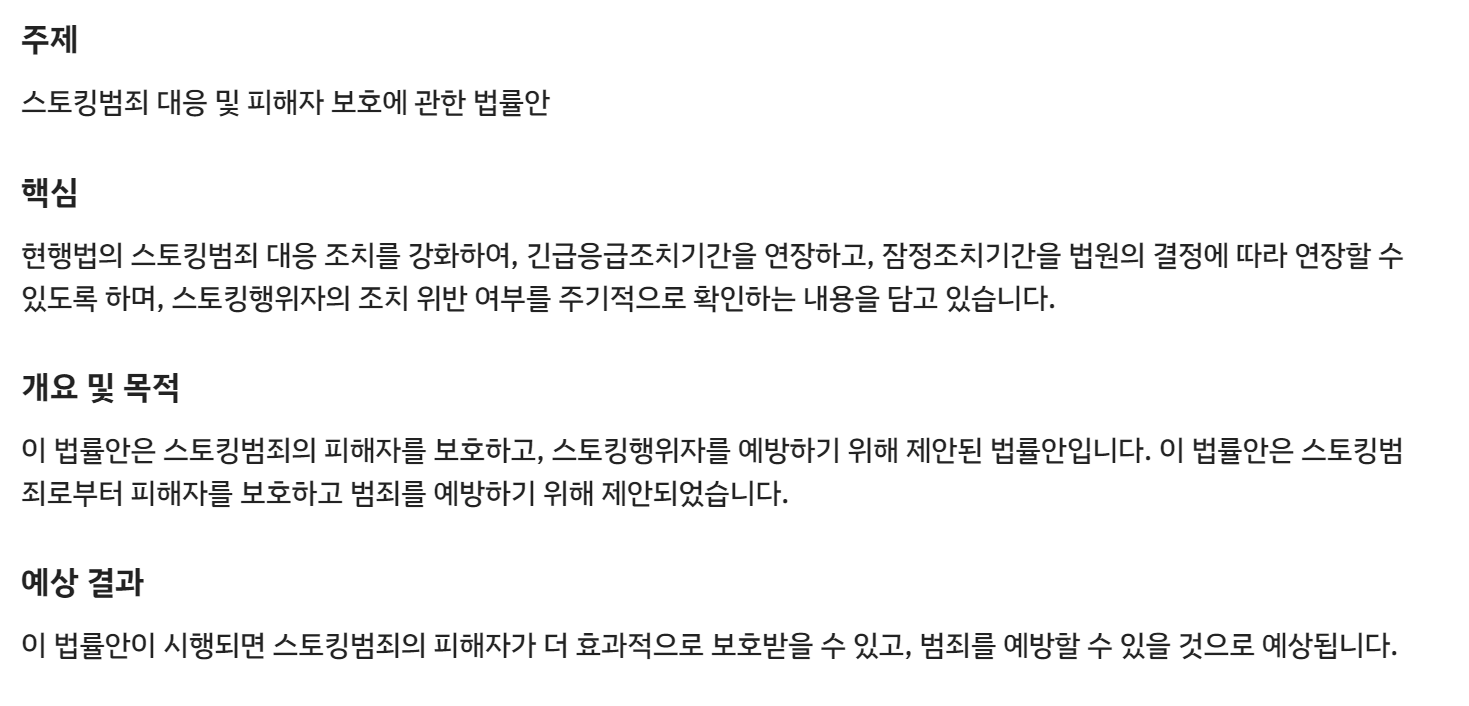 주제
스토킹범죄 대응 및 피해자 보호에 관한 법률안
핵심
현행법의 스토킹범죄 대응 조치를 강화하여, 긴급응급조치기간을 연장하고, 잠정조치기간을 법원의 결정에 따라 연장할 수
있도록 하며, 스토킹행위자의 조치 위반 여부를 주기적으로 확인하는 내용을 담고 있습니다.
개요 및 목적
이 법률안은 스토킹범죄의 피해자를 보호하고, 스토킹행위자를 예방하기 위해 제안된 법률안입니다. 이 법률안은 스토킹범
죄로부터 피해자를 보호하고 범죄를 예방하기 위해 제안되었습니다.
예상 결과
이 법률안이 시행되면 스토킹범죄의 피해자가 더 효과적으로 보호받을 수 있고, 범죄를 예방할 수 있을 것으로 예상됩니다.